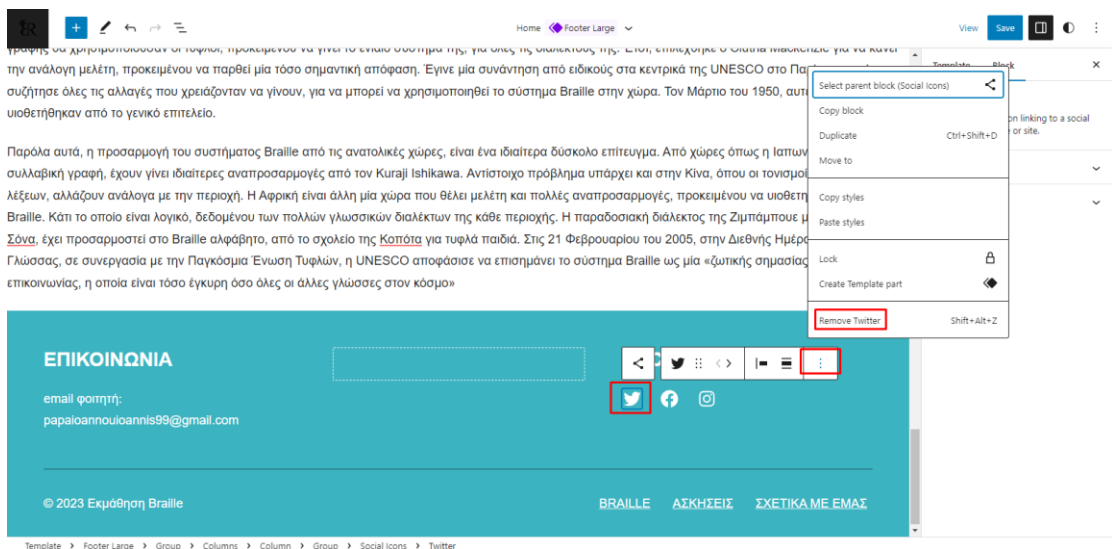 Home Footer Large
View Save
γραφής θα χρησιμοποιούσαν οι τυφλοί, προκειμένου να γίνει το ενιαίο σύστημα της, για όλες τις διαλέκτους της. Έτσι, επιλέχθηκε ο Clutha Mackenzie για να κάνει
την ανάλογη μελέτη, προκειμένου να παρθεί μία τόσο σημαντική απόφαση. Έγινε μία συνάντηση από ειδικούς στα κεντρικά της UNESCO στο
συζήτησε όλες τις αλλαγές που χρειάζονταν να γίνουν, για να μπορεί να χρησιμοποιηθεί το σύστημα Braille στην χώρα. Τον Μάρτιο του 1950,
υιοθετήθηκαν από το γενικό επιτελείο.
Παρόλα αυτά, η προσαρμογή του συστήματος Braille από τις ανατολικές χώρες, είναι ένα ιδιαίτερα δύσκολο επίτευγμα. Από χώρες όπως η
συλλαβική γραφή, έχουν γίνει ιδιαίτερες αναπροσαρμογές από τον Kuraji Ishikawa. Αντίστοιχο πρόβλημα υπάρχει και στην Κίνα, όπου οι
λέξεων, αλλάζουν ανάλογα με την περιοχή. Η Αφρική είναι άλλη μία χώρα που θέλει μελέτη και πολλές αναπροσαρμογές, προκειμένου να
Braille. Κάτι το οποίο είναι λογικό, δεδομένου των πολλών γλωσσικών διαλέκτων της κάθε περιοχής. Η παραδοσιακή διάλεκτος της Ζιμπάμπουε
Σόνα, έχει προσαρμοστεί στο Braille αλφάβητο, από το σχολείο της Κοπότα για τυφλά παιδιά. Στις 21 Φεβρουαρίου του 2005, στην Διεθνής
Γλώσσας, σε συνεργασία με την Παγκόσμια Ένωση Τυφλών, η UNESCO αποφάσισε να επισημάνει το σύστημα Braille ως μία «ζωτικής σημασίας
επικοινωνίας, η οποία είναι τόσο έγκυρη όσο όλες οι άλλες γλώσσες στον κόσμο»
Select parent block (Social Icons)
Copy block
Duplicate Ctrl+Shift+D
Move to
Copy styles
Paste styles
Lock
Create Template part
Remove Twitter Shift+Alt+Z
Template Block
linking to a social
or site.
ΕΠΙΚΟΙΝΩΝΙΑ
email φοιτητή:
papaioannouioannis99@gmail.com
© 2023 Εκμάθηση Braille
BRAILLE ΑΣΚΗΣΕΙΣ ΣΧΕΤΙΚΑ ΜΕ ΕΜΑΣ
Template > Footer Large > Group > Columns > Column > Group > Social Icons > Twitter